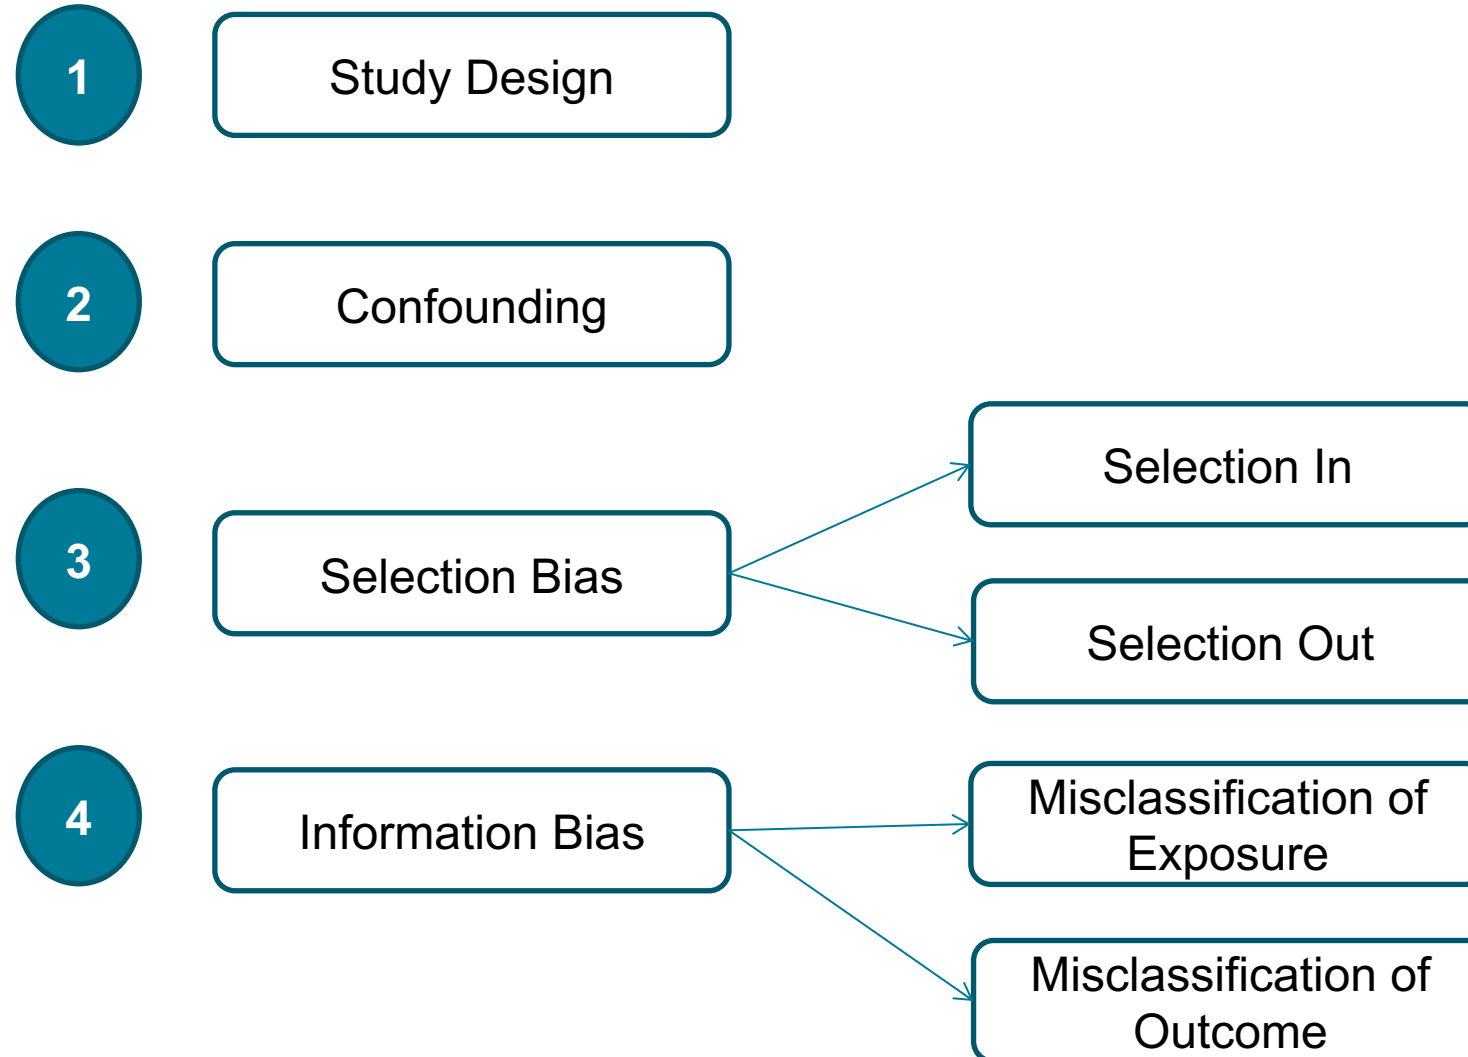 1
Study Design
2
Confounding
3
Selection Bias
Selection In
Selection Out
4
Information Bias
Misclassification of
Exposure
Misclassification of
Outcome